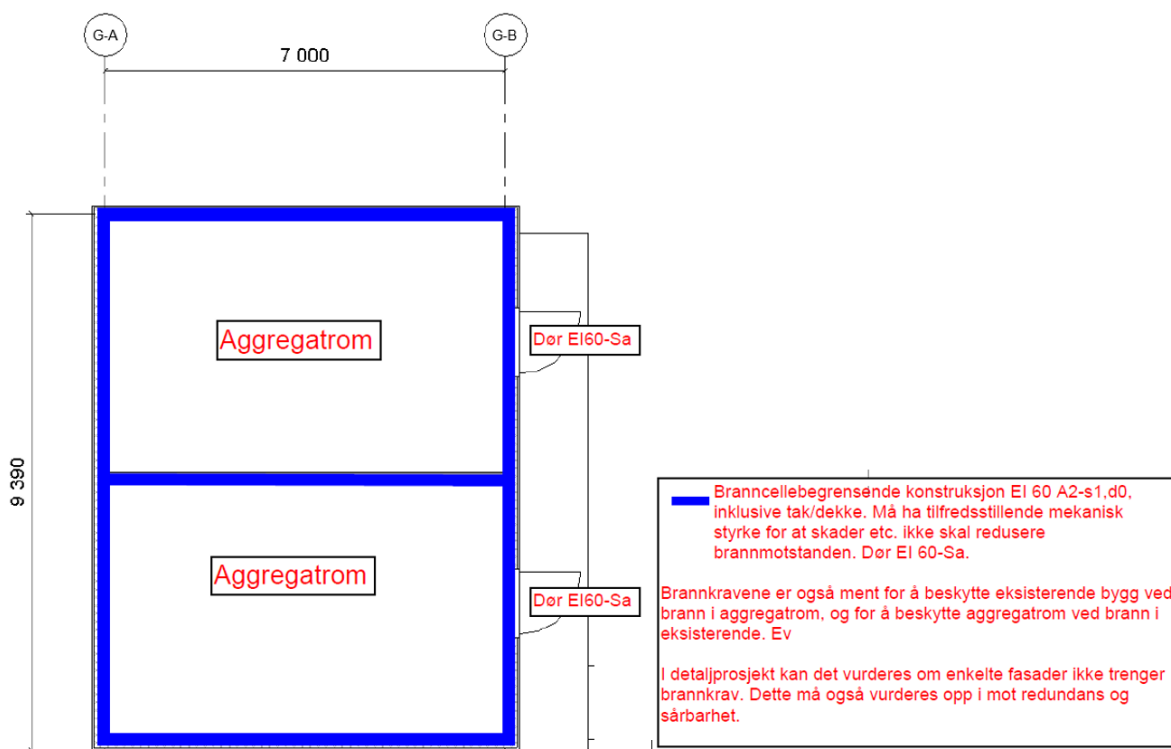 G-A
G-B
7 000
9 390
Aggregatrom
Dør EI60-Sa
Aggregatrom
Dør EI60-Sa
Branncellebegrensende konstruksjon EI 60 A2-s1,d0,
inklusive tak/dekke. Må ha tilfredsstillende mekanisk
styrke for at skader etc. ikke skal redusere
brannmotstanden. Dør EI 60-Sa.
Brannkravene er også ment for å beskytte eksisterende bygg ved
brann i aggregatrom, og for å beskytte aggregatrom ved brann i
eksisterende. Ev
I detaljprosjekt kan det vurderes om enkelte fasader ikke trenger
brannkrav. Dette må også vurderes opp i mot redundans og
sårbarhet.